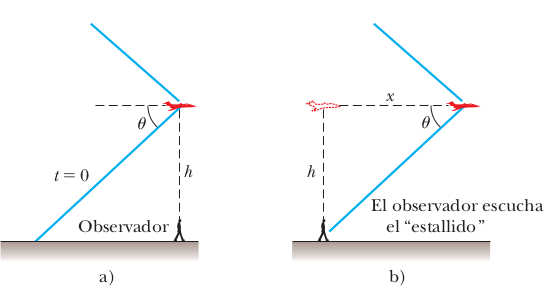 x
θ
θ
h
h
t = 0
Observador
El observador escucha
el “estallido”
a)
b)